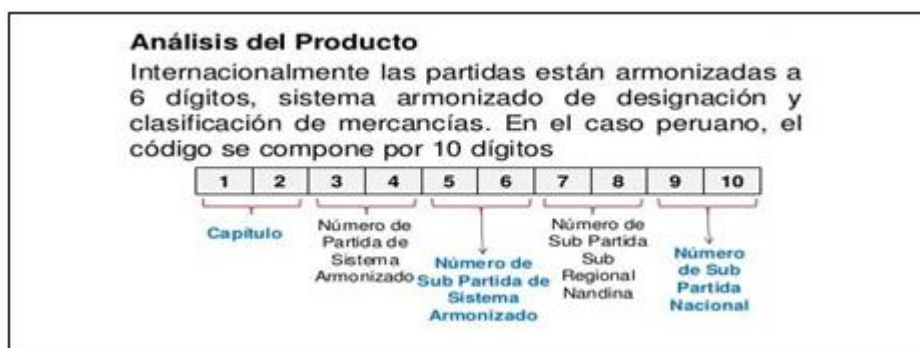 Análisis del Producto
Internacionalmente las partidas están armonizadas a
6 dígitos, sistema armonizado de designación y
clasificación de mercancías. En el caso peruano, el
código se compone por 10 dígitos
1 2 3 4 5 6 7 8 9 10
Capítulo
Número de
Partida de
Sistema
Armonizado
Número de
Sub Partida de
Sistema
Armonizado
Número de
Sub Partida
Sub
Regional
Nandina
Número
de Sub
Partida
Nacional